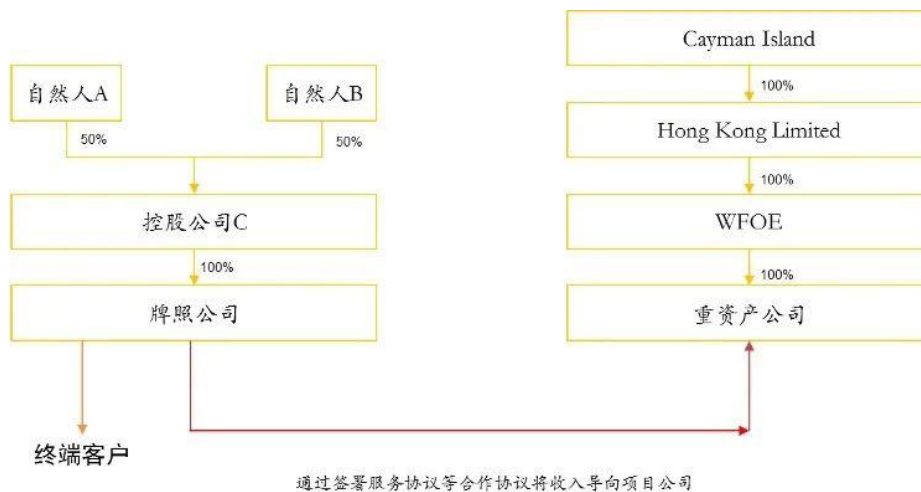 Cayman Island
自然人A
自然人B
100%
50%
50%
Hong Kong Limited
100%
控股公司C
WFOE
100%
100%
牌照公司
重资产公司
终端客户
通过签署服务协议等合作协议将收入导向项目公司